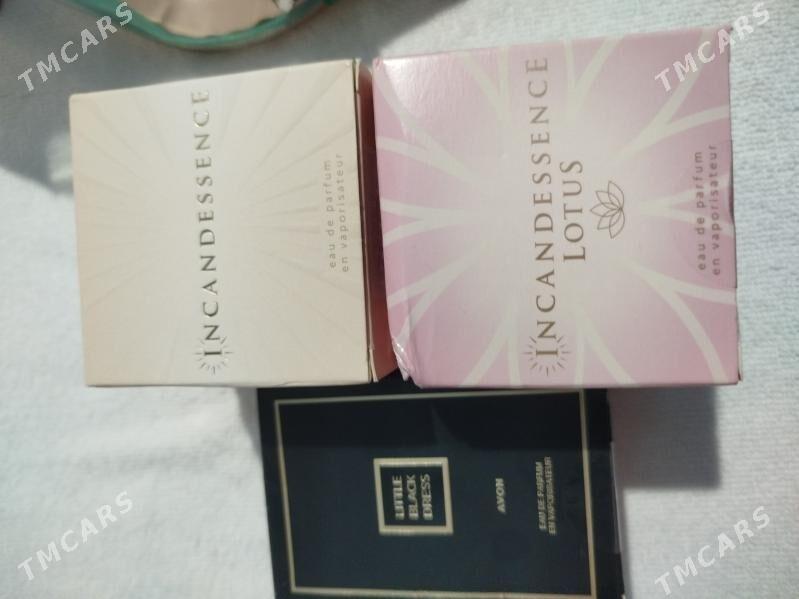 TMCARS
TMCARS
INCANDESSENCE
eau de parfum
en vaporisateur
INCANDESSENCE
LOTUS
eau de parfum
en vaporisateur
LITTLE
BLACK
DRESS
AVON
EAU DE PARFUM
EN VAPORISATEUR
TMCARS
TMCARS